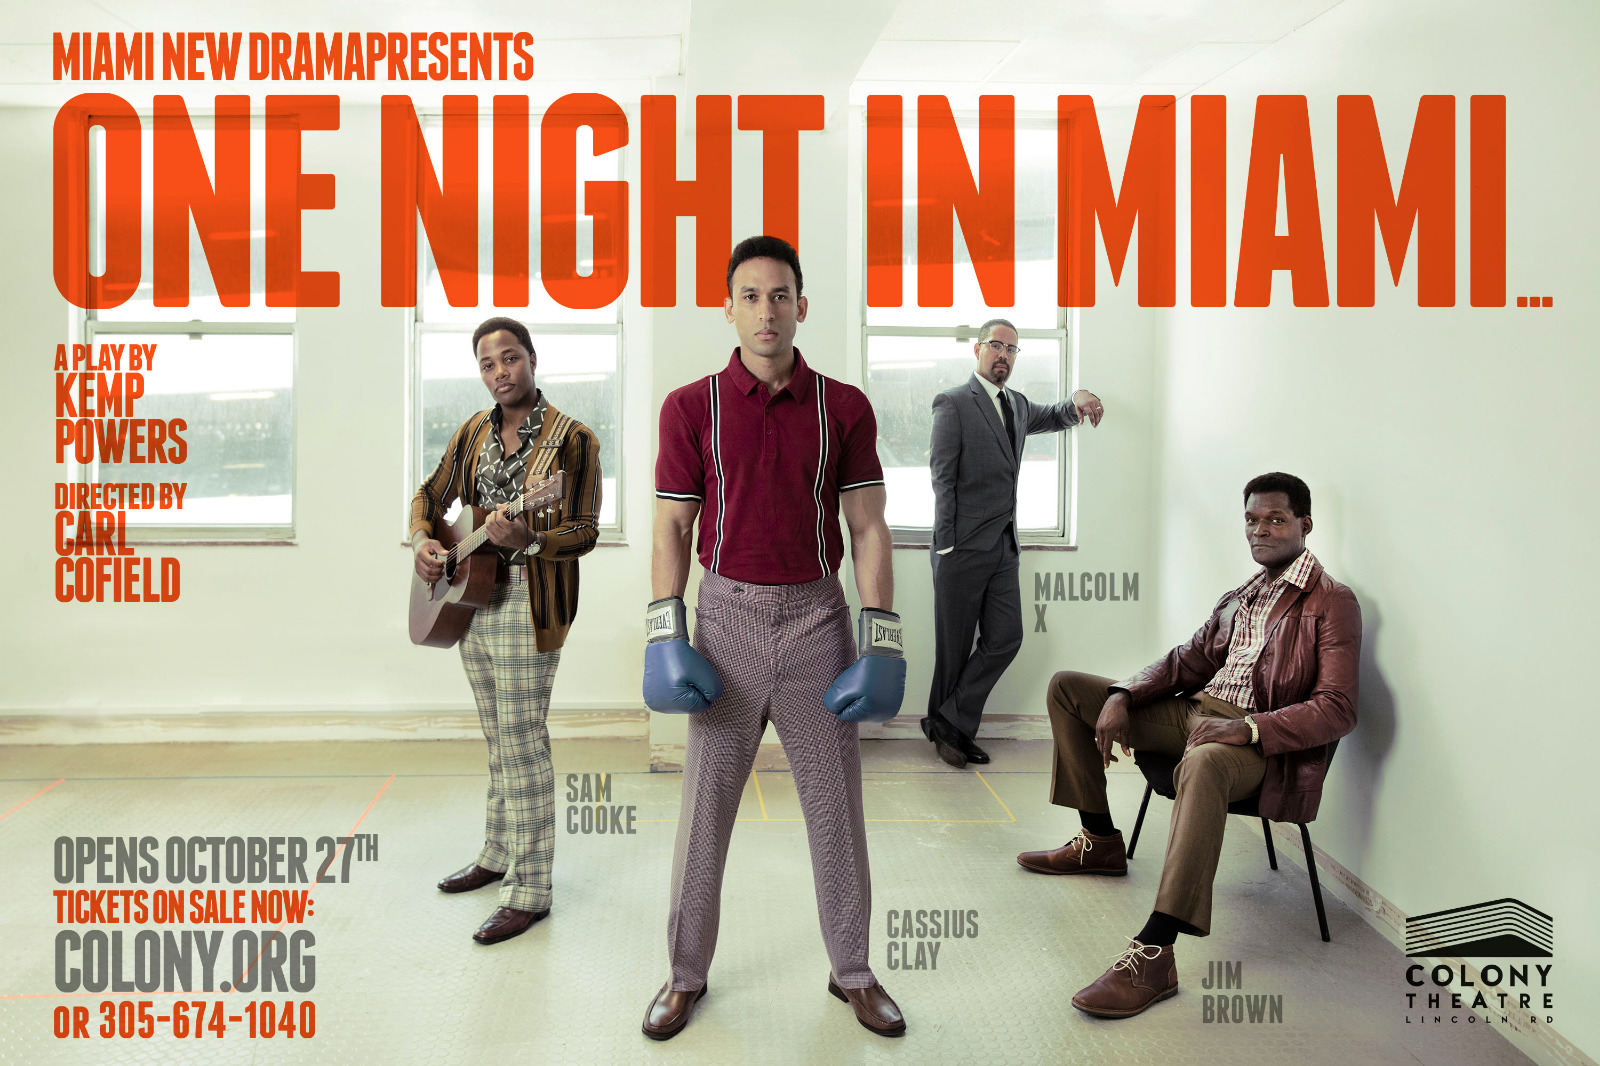 MIAMI NEW DRAMAPRESENTS
ONE NIGHT IN MIAMI...
A PLAY BY
KEMP
POWERS
DIRECTED BY
CARL
COFIELD
EVERLAST
EVERLAST
MALCOLM
X
SAM
COOKE
CASSIUS
CLAY
JIM
BROWN
OPENS OCTOBER 27TH
TICKETS ON SALE NOW:
COLONY.ORG
OR 305-674-1040
COLONY
THEATRE
LINCOLN RD